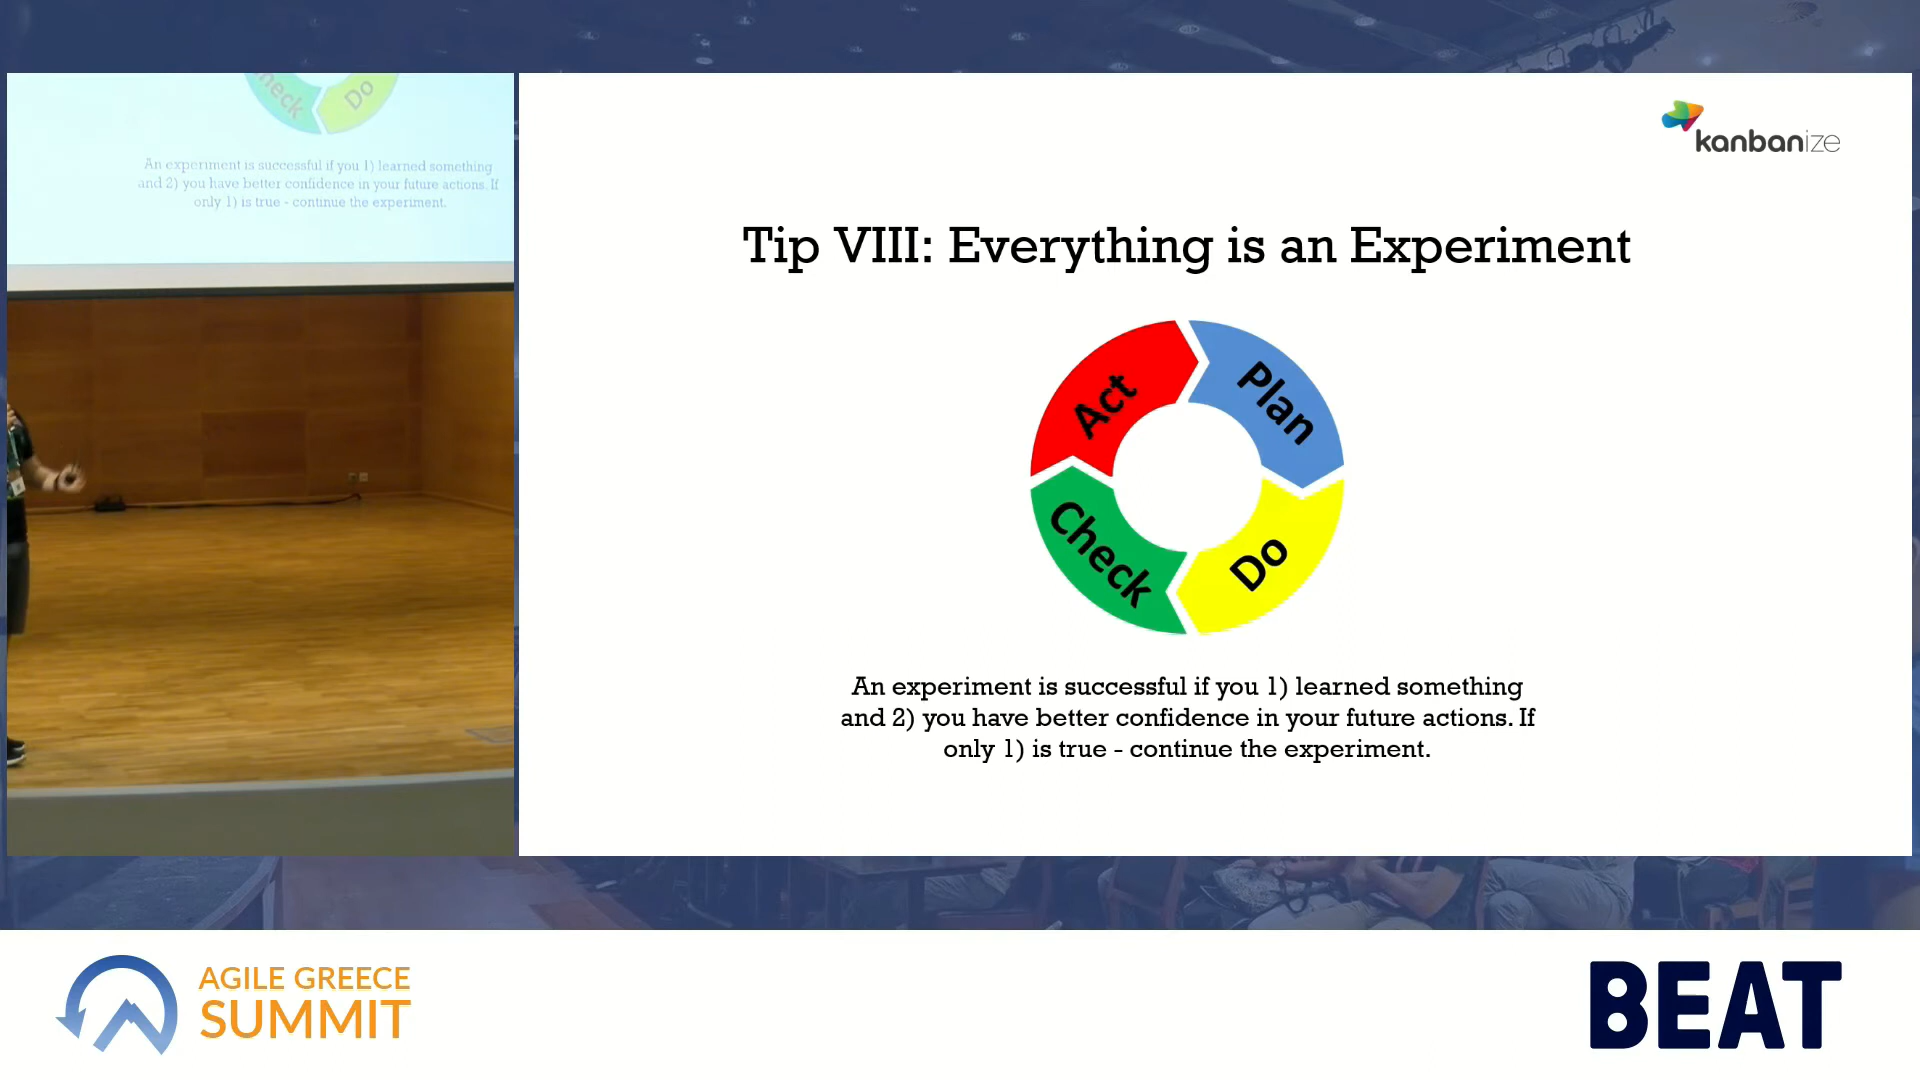 heck
Do
An experiment is successful if you 1) learned something
and 2) you have better confidence in your future actions. If
only 1) is true - continue the experiment.
kanbanize
Tip VIII: Everything is an Experiment
Act
Plan
Check
Do
An experiment is successful if you 1) learned something
and 2) you have better confidence in your future actions. If
only 1) is true - continue the experiment.
AGILE GREECE
SUMMIT
BEAT